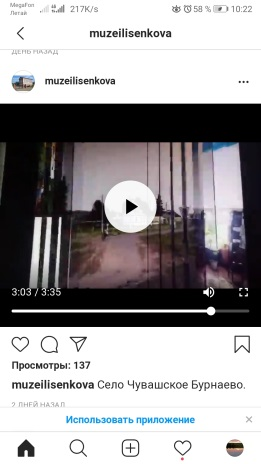 MegaFon
Летай
217K/s
58 %
10:22
muzeilisenkova
ДЕНЬ НАЗАД
muzeilisenkova
3:03 / 3:35
Просмотры: 137
muzeilisenkova Село Чувашское Бурнаево.
2 ДНЕЙ НАЗАД
Использовать приложение